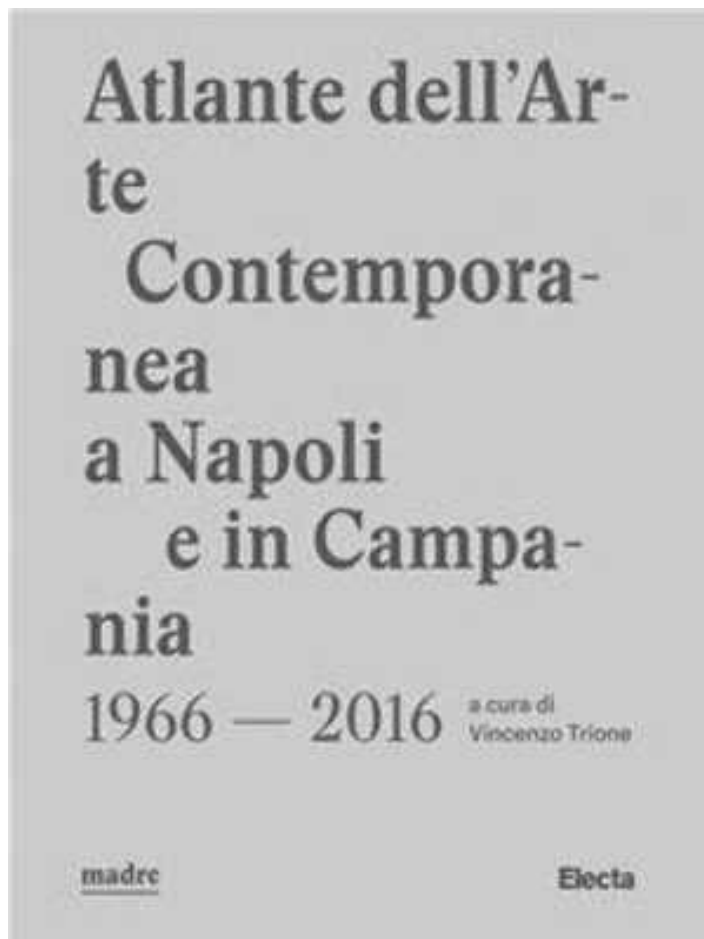 Atlante dell’Ar-
te
Contempora-
nea
a Napoli
e in Campa-
nia
1966 — 2016
a cura di
Vincenzo Trione
madre
Electa